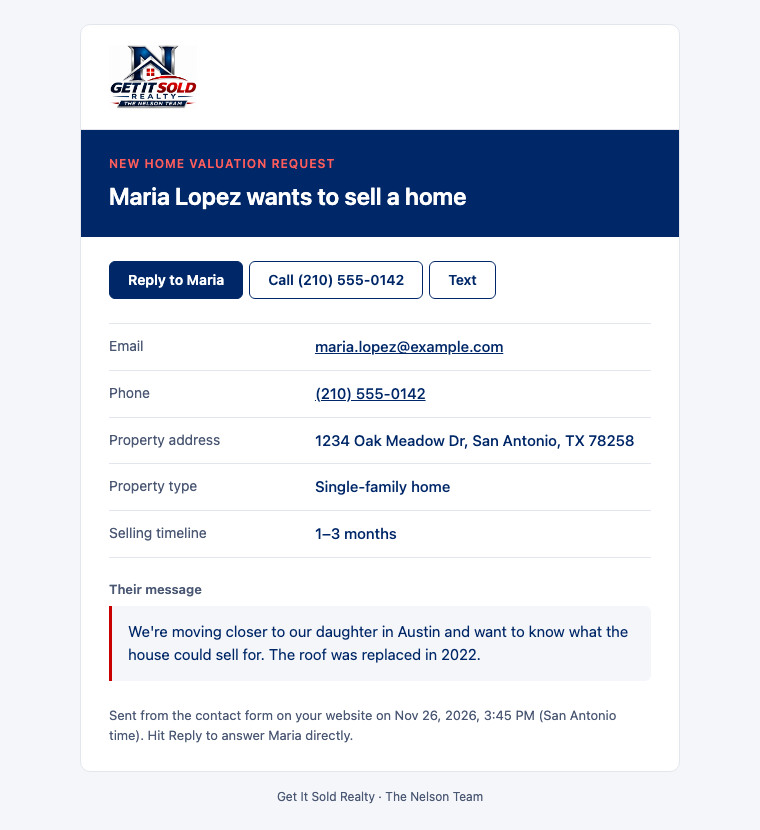 N
GET IT SOLD
REALTY
THE NELSON TEAM
NEW HOME VALUATION REQUEST
Maria Lopez wants to sell a home
Reply to Maria Call (210) 555-0142 Text
Email maria.lopez@example.com
Phone (210) 555-0142
Property address 1234 Oak Meadow Dr, San Antonio, TX 78258
Property type Single-family home
Selling timeline 1–3 months
Their message
We're moving closer to our daughter in Austin and want to know what the
house could sell for. The roof was replaced in 2022.
Sent from the contact form on your website on Nov 26, 2026, 3:45 PM (San Antonio
time). Hit Reply to answer Maria directly.
Get It Sold Realty · The Nelson Team